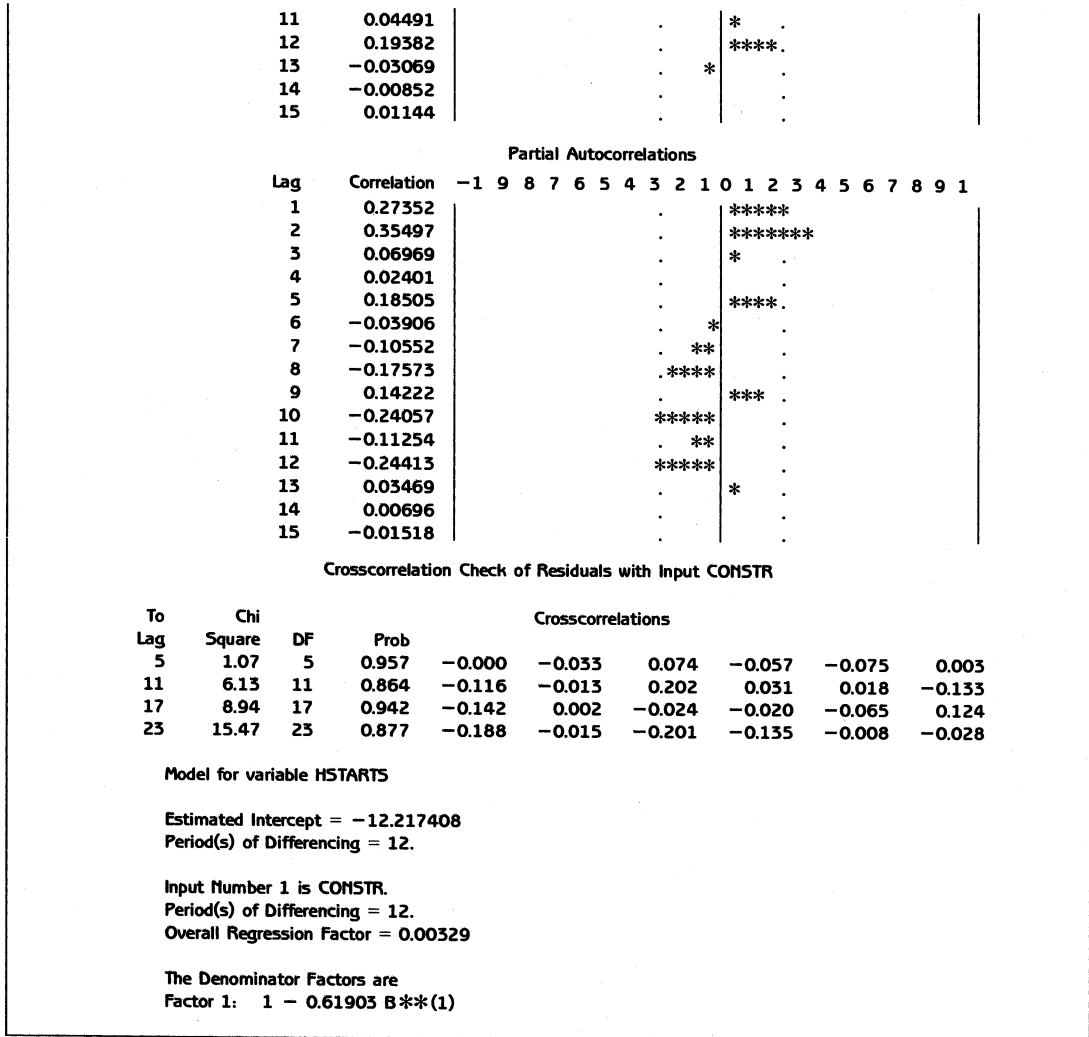 11 0.04491 . |* .
12 0.19382 . |****.
13 −0.03069 . *| .
14 −0.00852 . | .
15 0.01144 . | .
Partial Autocorrelations
Lag Correlation −1 9 8 7 6 5 4 3 2 1 0 1 2 3 4 5 6 7 8 9 1
1 0.27352 . |*****
2 0.35497 . |*******
3 0.06969 . |* .
4 0.02401 . | .
5 0.18505 . |****.
6 −0.03906 . *| .
7 −0.10552 . **| .
8 −0.17573 .****| .
9 0.14222 . |*** .
10 −0.24057 *****| .
11 −0.11254 . **| .
12 −0.24413 *****| .
13 0.03469 . |* .
14 0.00696 . | .
15 −0.01518 . | .
Crosscorrelation Check of Residuals with Input CONSTR
To Chi Crosscorrelations
Lag Square DF Prob
5 1.07 5 0.957 −0.000 −0.033 0.074 −0.057 −0.075 0.003
11 6.13 11 0.864 −0.116 −0.013 0.202 0.031 0.018 −0.133
17 8.94 17 0.942 −0.142 0.002 −0.024 −0.020 −0.065 0.124
23 15.47 23 0.877 −0.188 −0.015 −0.201 −0.135 −0.008 −0.028
Model for variable HSTARTS
Estimated Intercept = −12.217408
Period(s) of Differencing = 12.
Input Number 1 is CONSTR.
Period(s) of Differencing = 12.
Overall Regression Factor = 0.00329
The Denominator Factors are
Factor 1: 1 − 0.61903 B**(1)